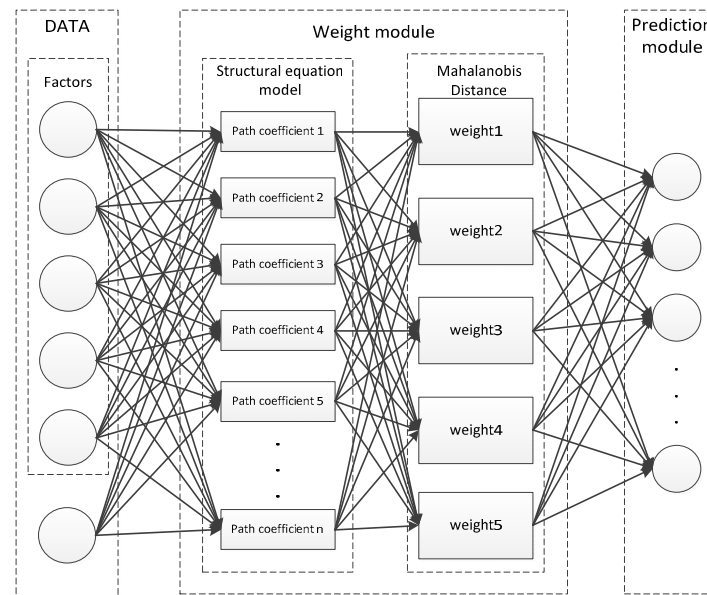 DATA
Factors
Weight module
Structural equation
model
Path coefficient 1
Path coefficient 2
Path coefficient 3
Path coefficient 4
Path coefficient 5
Path coefficient n
Mahalanobis
Distance
weight1
weight2
weight3
weight4
weight5
Prediction
module